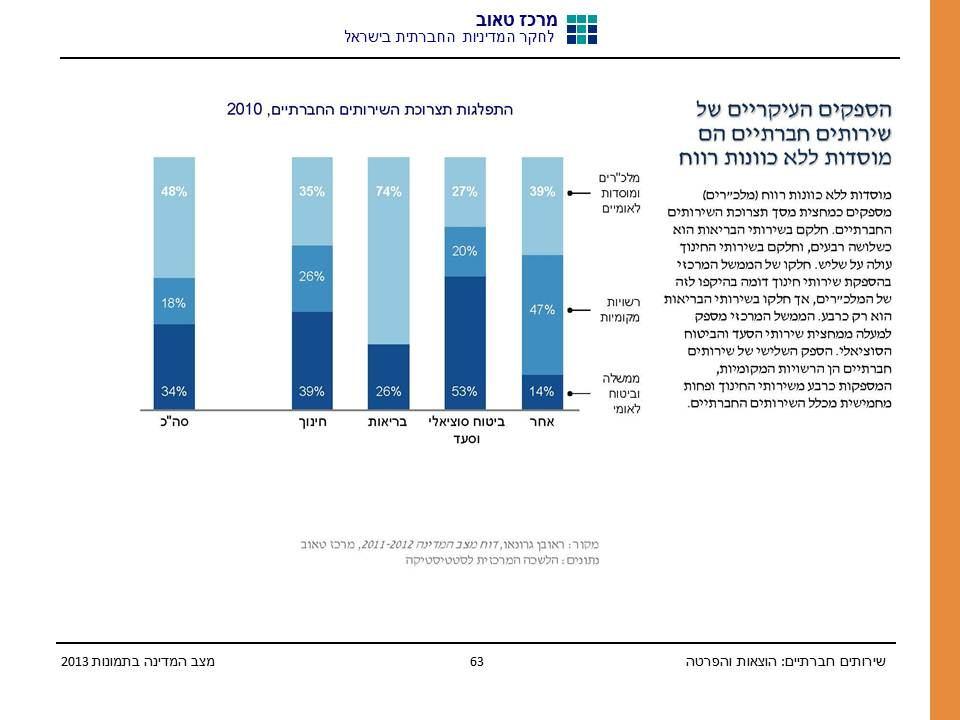 מרכז טאוב
לחקר המדיניות החברתית בישראל
הספקים העיקריים של
שירותים חברתיים הם
מוסדות ללא כוונות רווח
מוסדות ללא כוונות רווח (מלכ״רים)
מספקים כמחצית מסך תצרוכת השירותים
החברתיים. חלקם בשירותי הבריאות הוא
כשלושה רבעים, וחלקם בשירותי החינוך
עולה על שליש. חלקו של הממשל המרכזי
בהספקת שירותי חינוך דומה בהיקפו לזה
של המלכ״רים, אך חלקו בשירותי הבריאות
הוא רק כרבע. הממשל המרכזי מספק
למעלה ממחצית שירותי הסעד והביטוח
הסוציאלי. הספק השלישי של שירותים
חברתיים הן הרשויות המקומיות,
המספקות כרבע משירותי החינוך ופחות
מחמישית מכלל השירותים החברתיים.
התפלגות תצרוכת השירותים החברתיים, 2010
מלכ"רים
ומוסדות
לאומיים
רשויות
מקומיות
ממשלה
וביטוח
לאומי
39% 27% 74% 35% 48%
20%
26%
47% 18%
14% 53% 26% 39% 34%
אחר ביטוח סוציאלי בריאות חינוך סה"כ
וסעד
מקור: ראובן גרונאו, דוח מצב המדינה 2011-2012, מרכז טאוב
נתונים: הלשכה המרכזית לסטטיסטיקה
שירותים חברתיים: הוצאות והפרטה 63 מצב המדינה בתמונות 2013